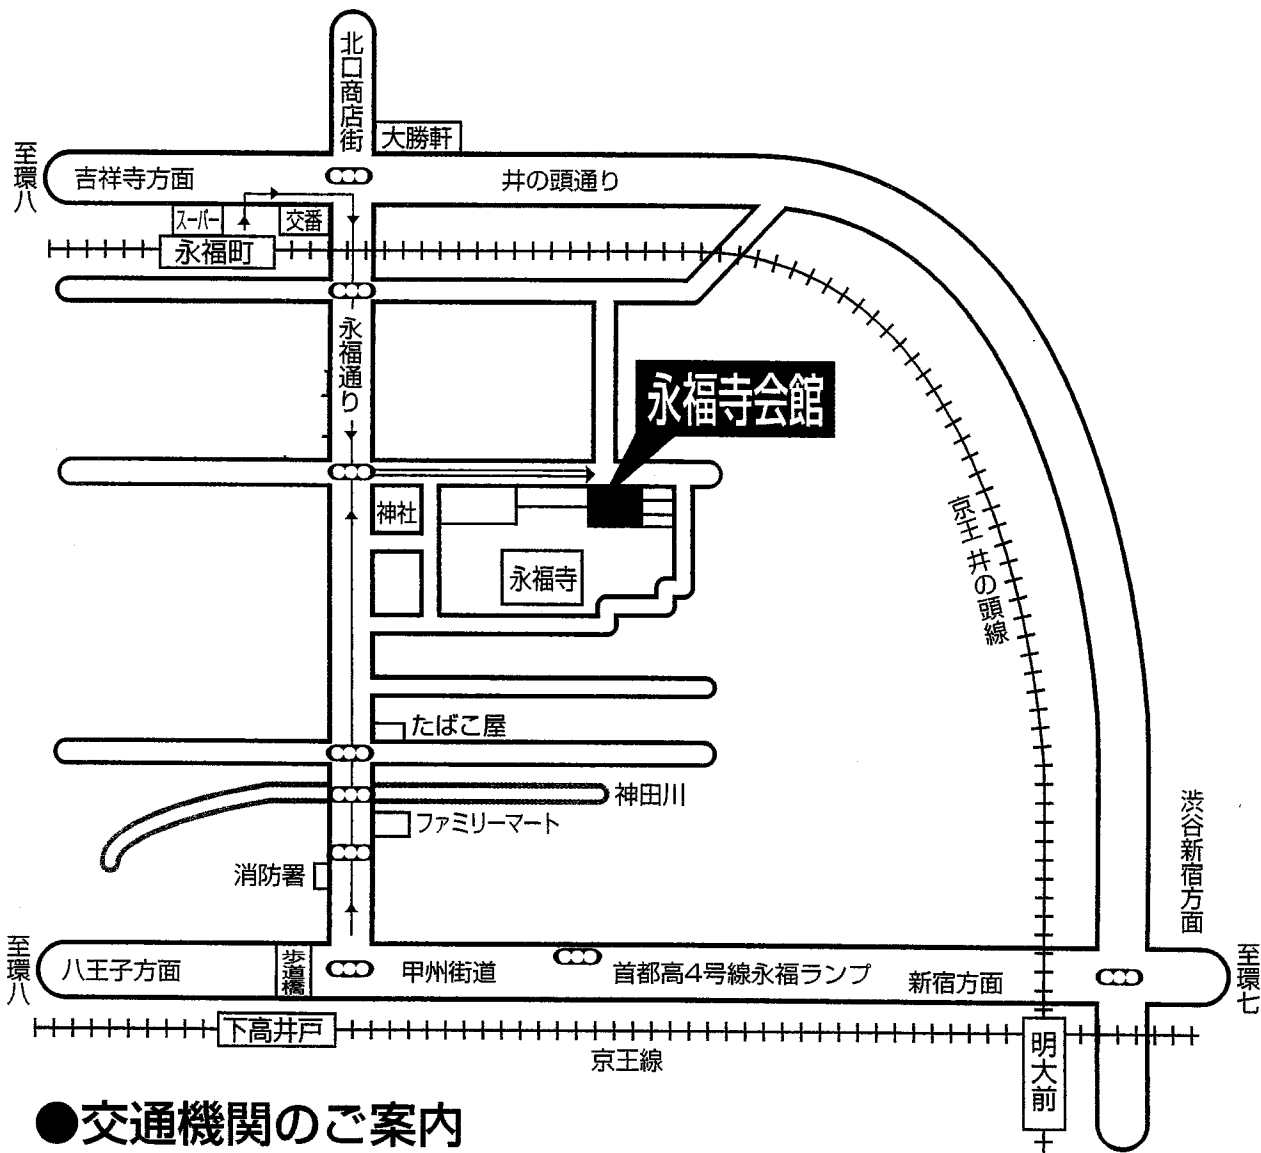 北口商店街
大勝軒
至環八
吉祥寺方面
井の頭通り
スーパー
交番
永福町
永福通り
永福寺会館
神社
永福寺
京王 井の頭線
たばこ屋
神田川
ファミリーマート
消防署
渋谷新宿方面
至環八
八王子方面
歩道橋
甲州街道
首都高4号線永福ランプ
新宿方面
至環七
下高井戸
京王線
明大前
●交通機関のご案内